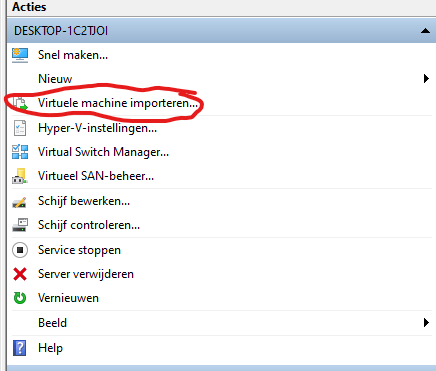 Acties
DESKTOP-1C2TJOI
Snel maken...
Nieuw
Virtuele machine importeren...
Hyper-V-instellingen...
Virtual Switch Manager...
Virtueel SAN-beheer...
Schijf bewerken...
Schijf controleren...
Service stoppen
Server verwijderen
Vernieuwen
Beeld
Help